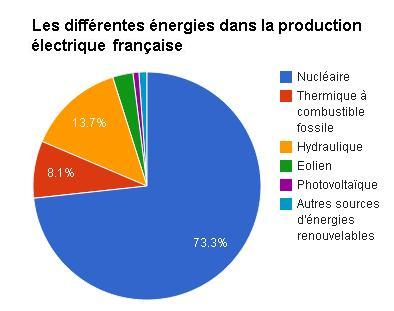 Les différentes énergies dans la production
électrique française
Nucléaire
Thermique à
combustible
fossile
Hydraulique
Eolien
Photovoltaïque
Autres sources
d'énergies
renouvelables
13.7%
8.1%
73.3%